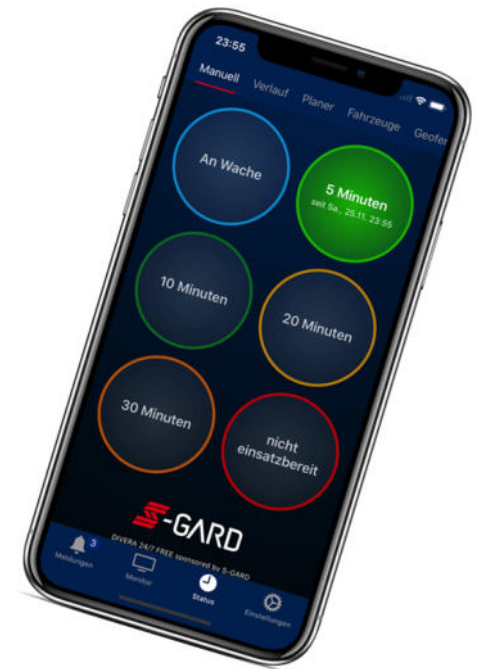 23:55
Manuell Verlauf Planer Fahrzeuge Geofen
An Wache
5 Minuten
seit Sa., 25.11. 23:55
10 Minuten
20 Minuten
30 Minuten
nicht
einsatzbereit
S-GARD
DIVERA 24/7 FREE sponsored by S-GARD
3
Meldungen Monitor Status Einstellungen